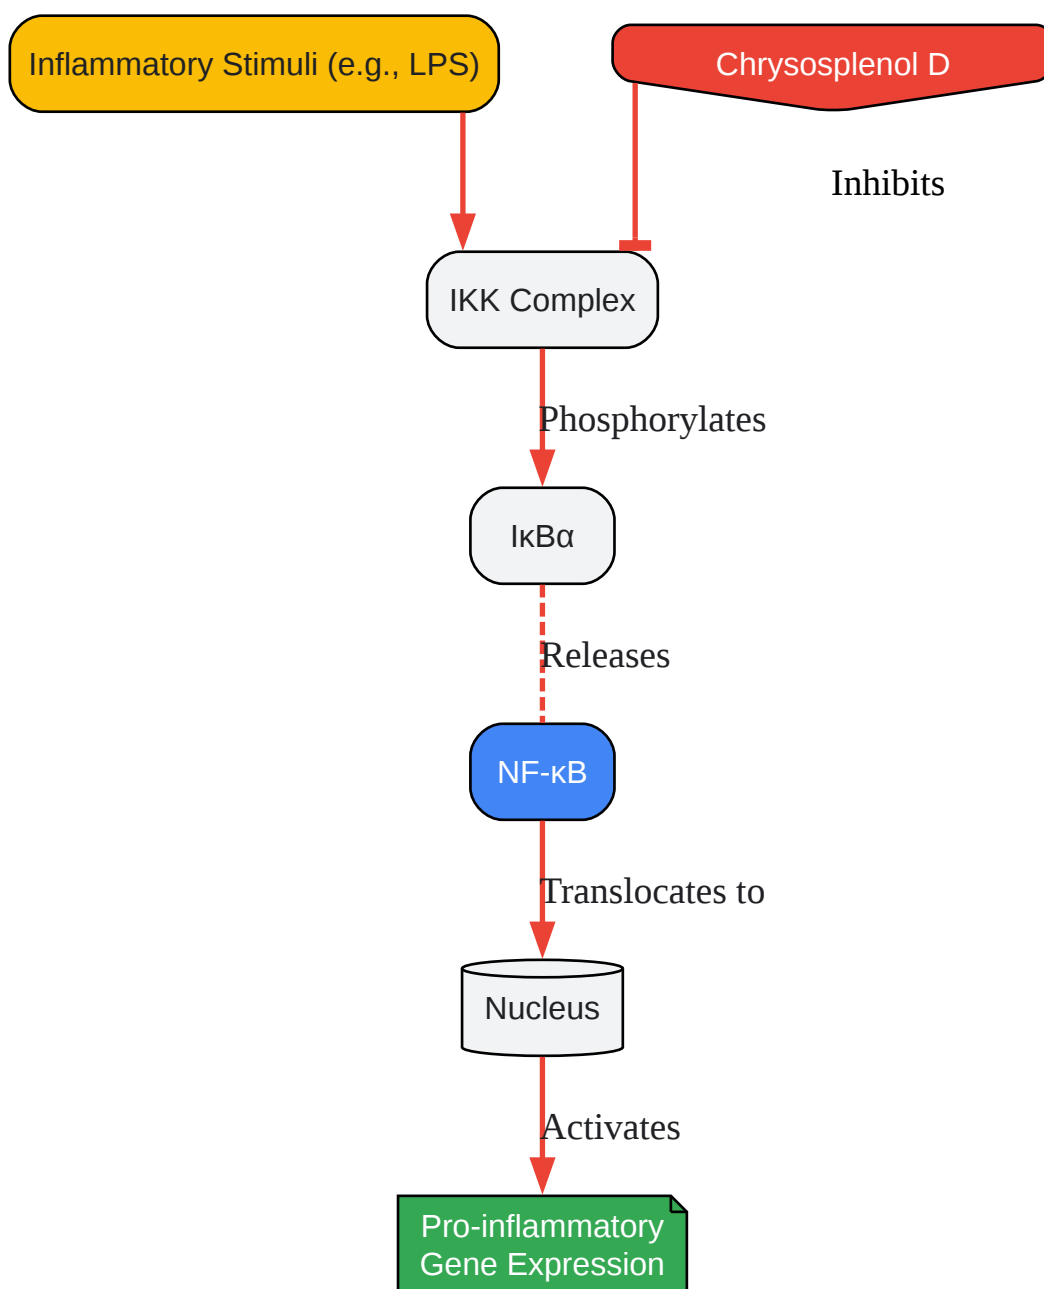 Inflammatory Stimuli (e.g., LPS)
Chrysosplenol D
Inhibits
IKK Complex
Phosphorylates
IκBα
Releases
NF-κB
Translocates to
Nucleus
Activates
Pro-inflammatory
Gene Expression